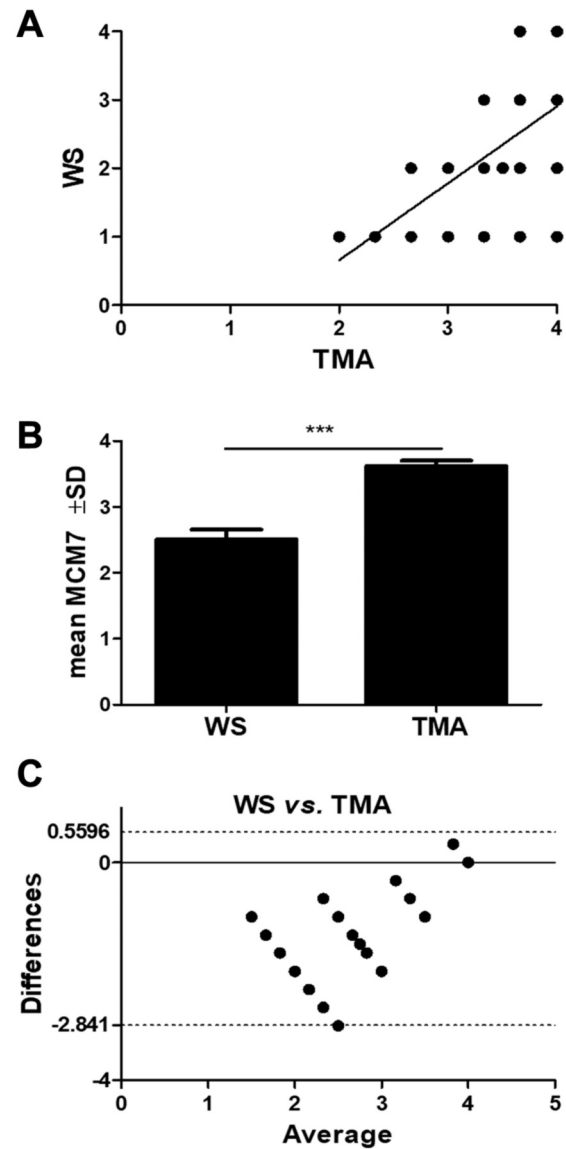 A
4
3
2
1
0
WS
0 1 2 3 4
TMA
B
***
4
3
2
1
0
mean MCM7 ±SD
WS TMA
C
WS vs. TMA
0.5596
0
-2.841
-4
Differences
0 1 2 3 4 5
Average